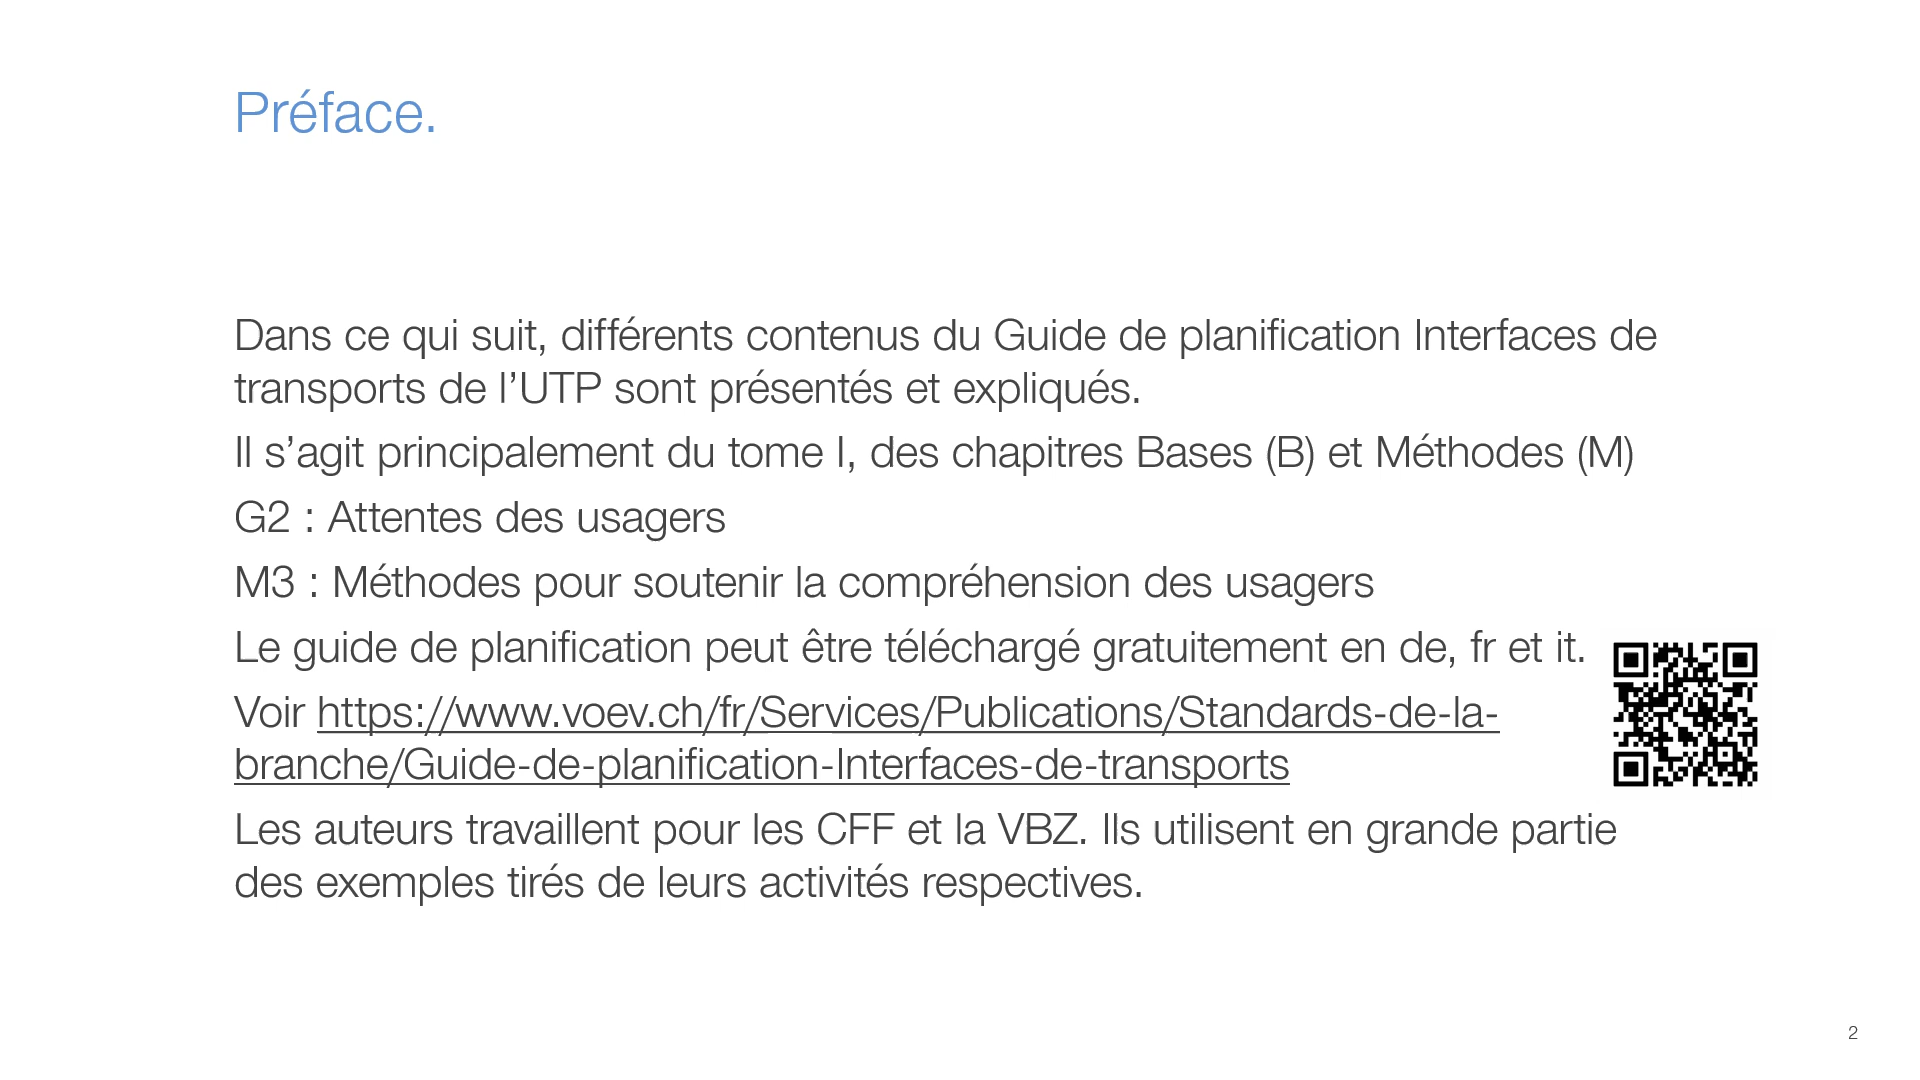 Préface.
Dans ce qui suit, différents contenus du Guide de planification Interfaces de
transports de l’UTP sont présentés et expliqués.
Il s’agit principalement du tome I, des chapitres Bases (B) et Méthodes (M)
G2 : Attentes des usagers
M3 : Méthodes pour soutenir la compréhension des usagers
Le guide de planification peut être téléchargé gratuitement en de, fr et it.
Voir https://www.voev.ch/fr/Services/Publications/Standards-de-la-
branche/Guide-de-planification-Interfaces-de-transports
Les auteurs travaillent pour les CFF et la VBZ. Ils utilisent en grande partie
des exemples tirés de leurs activités respectives.
2